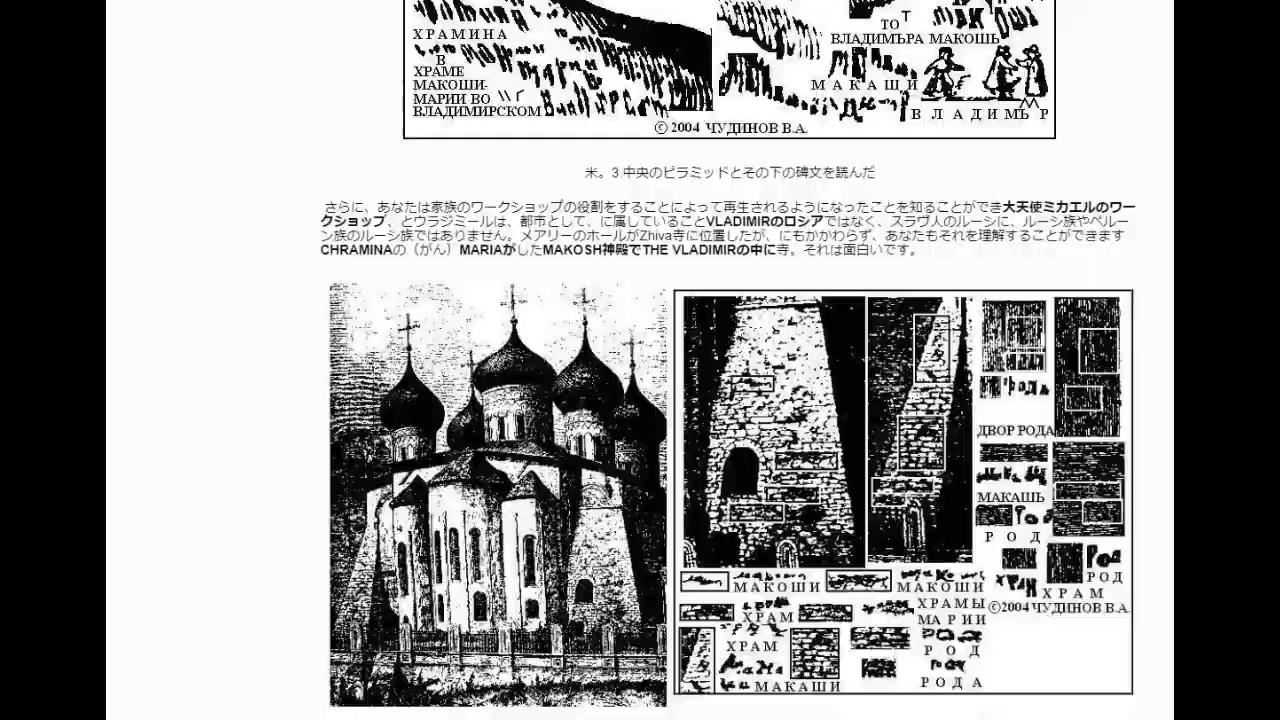 ХРАМИНА
В
ХРАМЕ
МАКОШИ-
МАРИИ ВО
ВЛАДИМИРСКОМ
ТО
ВЛАДИМЪРА МАКОШЬ
МАКАШИ
ВЛАДИМЪР
© 2004 ЧУДИНОВ В.А.
米。3 中央のピラミッドとその下の碑文を読んだ
さらに、あなたは家族のワークショップの役割をすることによって再生されるようになったことを知ることができ大天使ミカエルのワー
クショップ、とウラジミールは、都市として、に属していることVLADIMIRのロシアではなく、スラヴ人のルーシに、ルーシ族やペルー
ン族のルーシ族ではありません。メアリーのホールがZhiva寺に位置したが、にもかかわらず、あなたもそれを理解することができます
CHRAMINAの（がん）MARIAがしたMAKOSH神殿でTHE VLADIMIRの中に寺。それは面白いです。
ДВОР РОДА
МАКАШЬ
РОД
РОД
ХРАМ
©2004 ЧУДИНОВ В.А.
МАКОШИ
МАКОШИ
ХРАМ
ХРАМЫ
МАРИИ
ХРАМ
РОД
МАКАШИ
РОДА